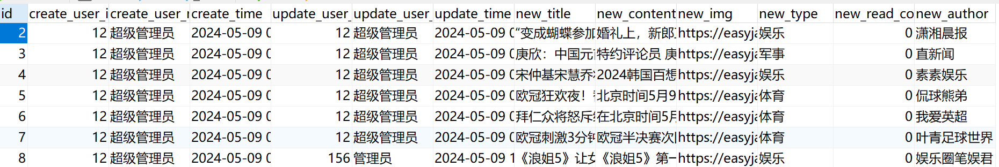 id create_user_i create_user_r create_time update_user_ update_user_ update_time new_title new_content new_img new_type new_read_co new_author
2 12 超级管理员 2024-05-09 0 12 超级管理员 2024-05-09 0 “变成蝴蝶参加 婚礼上，新郎 https://easyja 娱乐 0 潇湘晨报
3 12 超级管理员 2024-05-09 0 12 超级管理员 2024-05-09 0 庚欣：中国元 特约评论员 庚 https://easyja 军事 0 直新闻
4 12 超级管理员 2024-05-09 0 12 超级管理员 2024-05-09 0 宋仲基宋慧乔 2024韩国百想 https://easyja 娱乐 0 素素娱乐
5 12 超级管理员 2024-05-09 0 12 超级管理员 2024-05-09 0 欧冠狂欢夜！ 北京时间5月9 https://easyja 体育 0 侃球熊弟
6 12 超级管理员 2024-05-09 0 12 超级管理员 2024-05-09 0 拜仁众将怒斥 在北京时间5月 https://easyja 体育 0 我爱英超
7 12 超级管理员 2024-05-09 0 12 超级管理员 2024-05-09 0 欧冠刺激3分钟 欧冠半决赛次 https://easyja 体育 0 叶青足球世界
8 12 超级管理员 2024-05-09 0 156 管理员 2024-05-09 1 《浪姐5》让女 《浪姐5》第一 https://easyja 娱乐 0 娱乐圈笔娱君